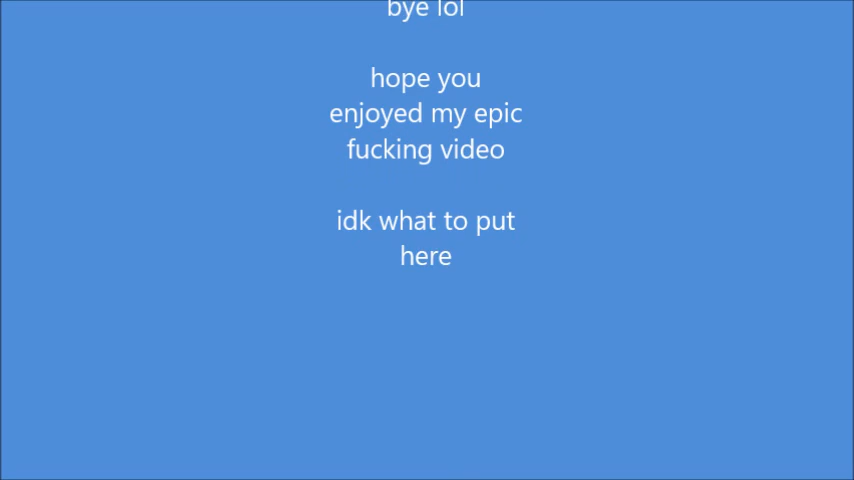 bye lol
hope you
enjoyed my epic
fucking video
idk what to put
here